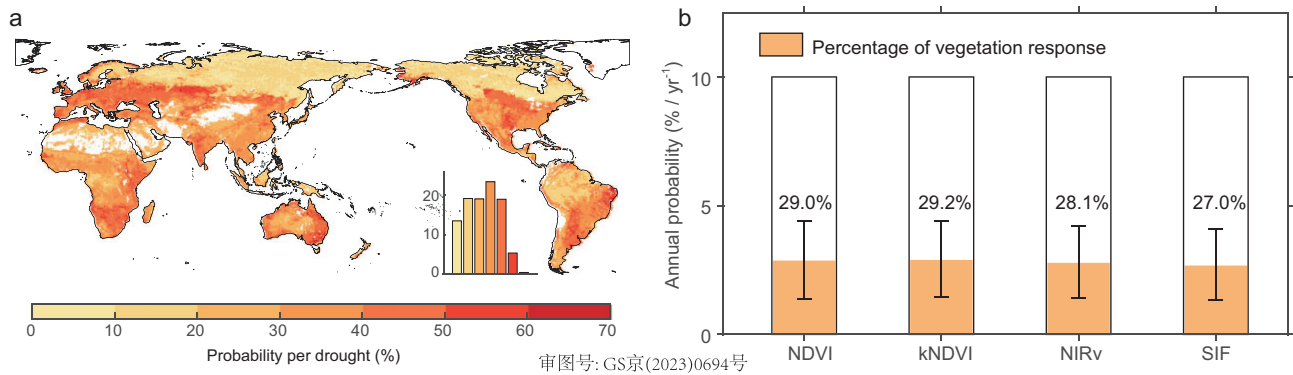 a
20
10
0
0
10
20
30
40
50
60
70
Probability per drought (%)
审图号: GS京(2023)0694号
b
Percentage of vegetation response
Annual probability (% / yr⁻¹)
10
5
0
29.0%
29.2%
28.1%
27.0%
NDVI
kNDVI
NIRv
SIF